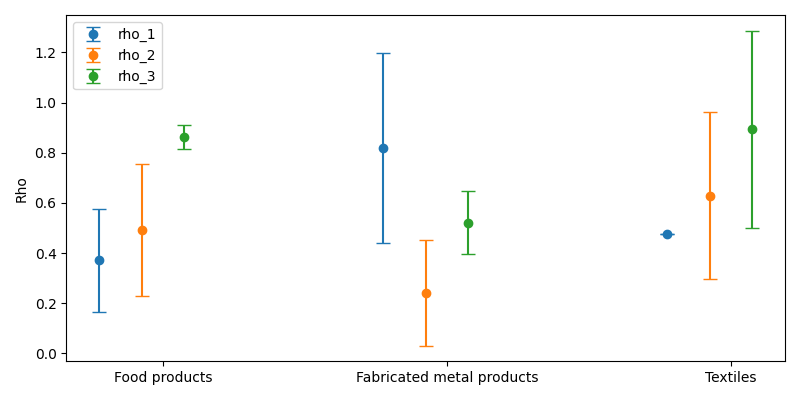 rho_1
rho_2
rho_3
Rho
1.2
1.0
0.8
0.6
0.4
0.2
0.0
Food products
Fabricated metal products
Textiles